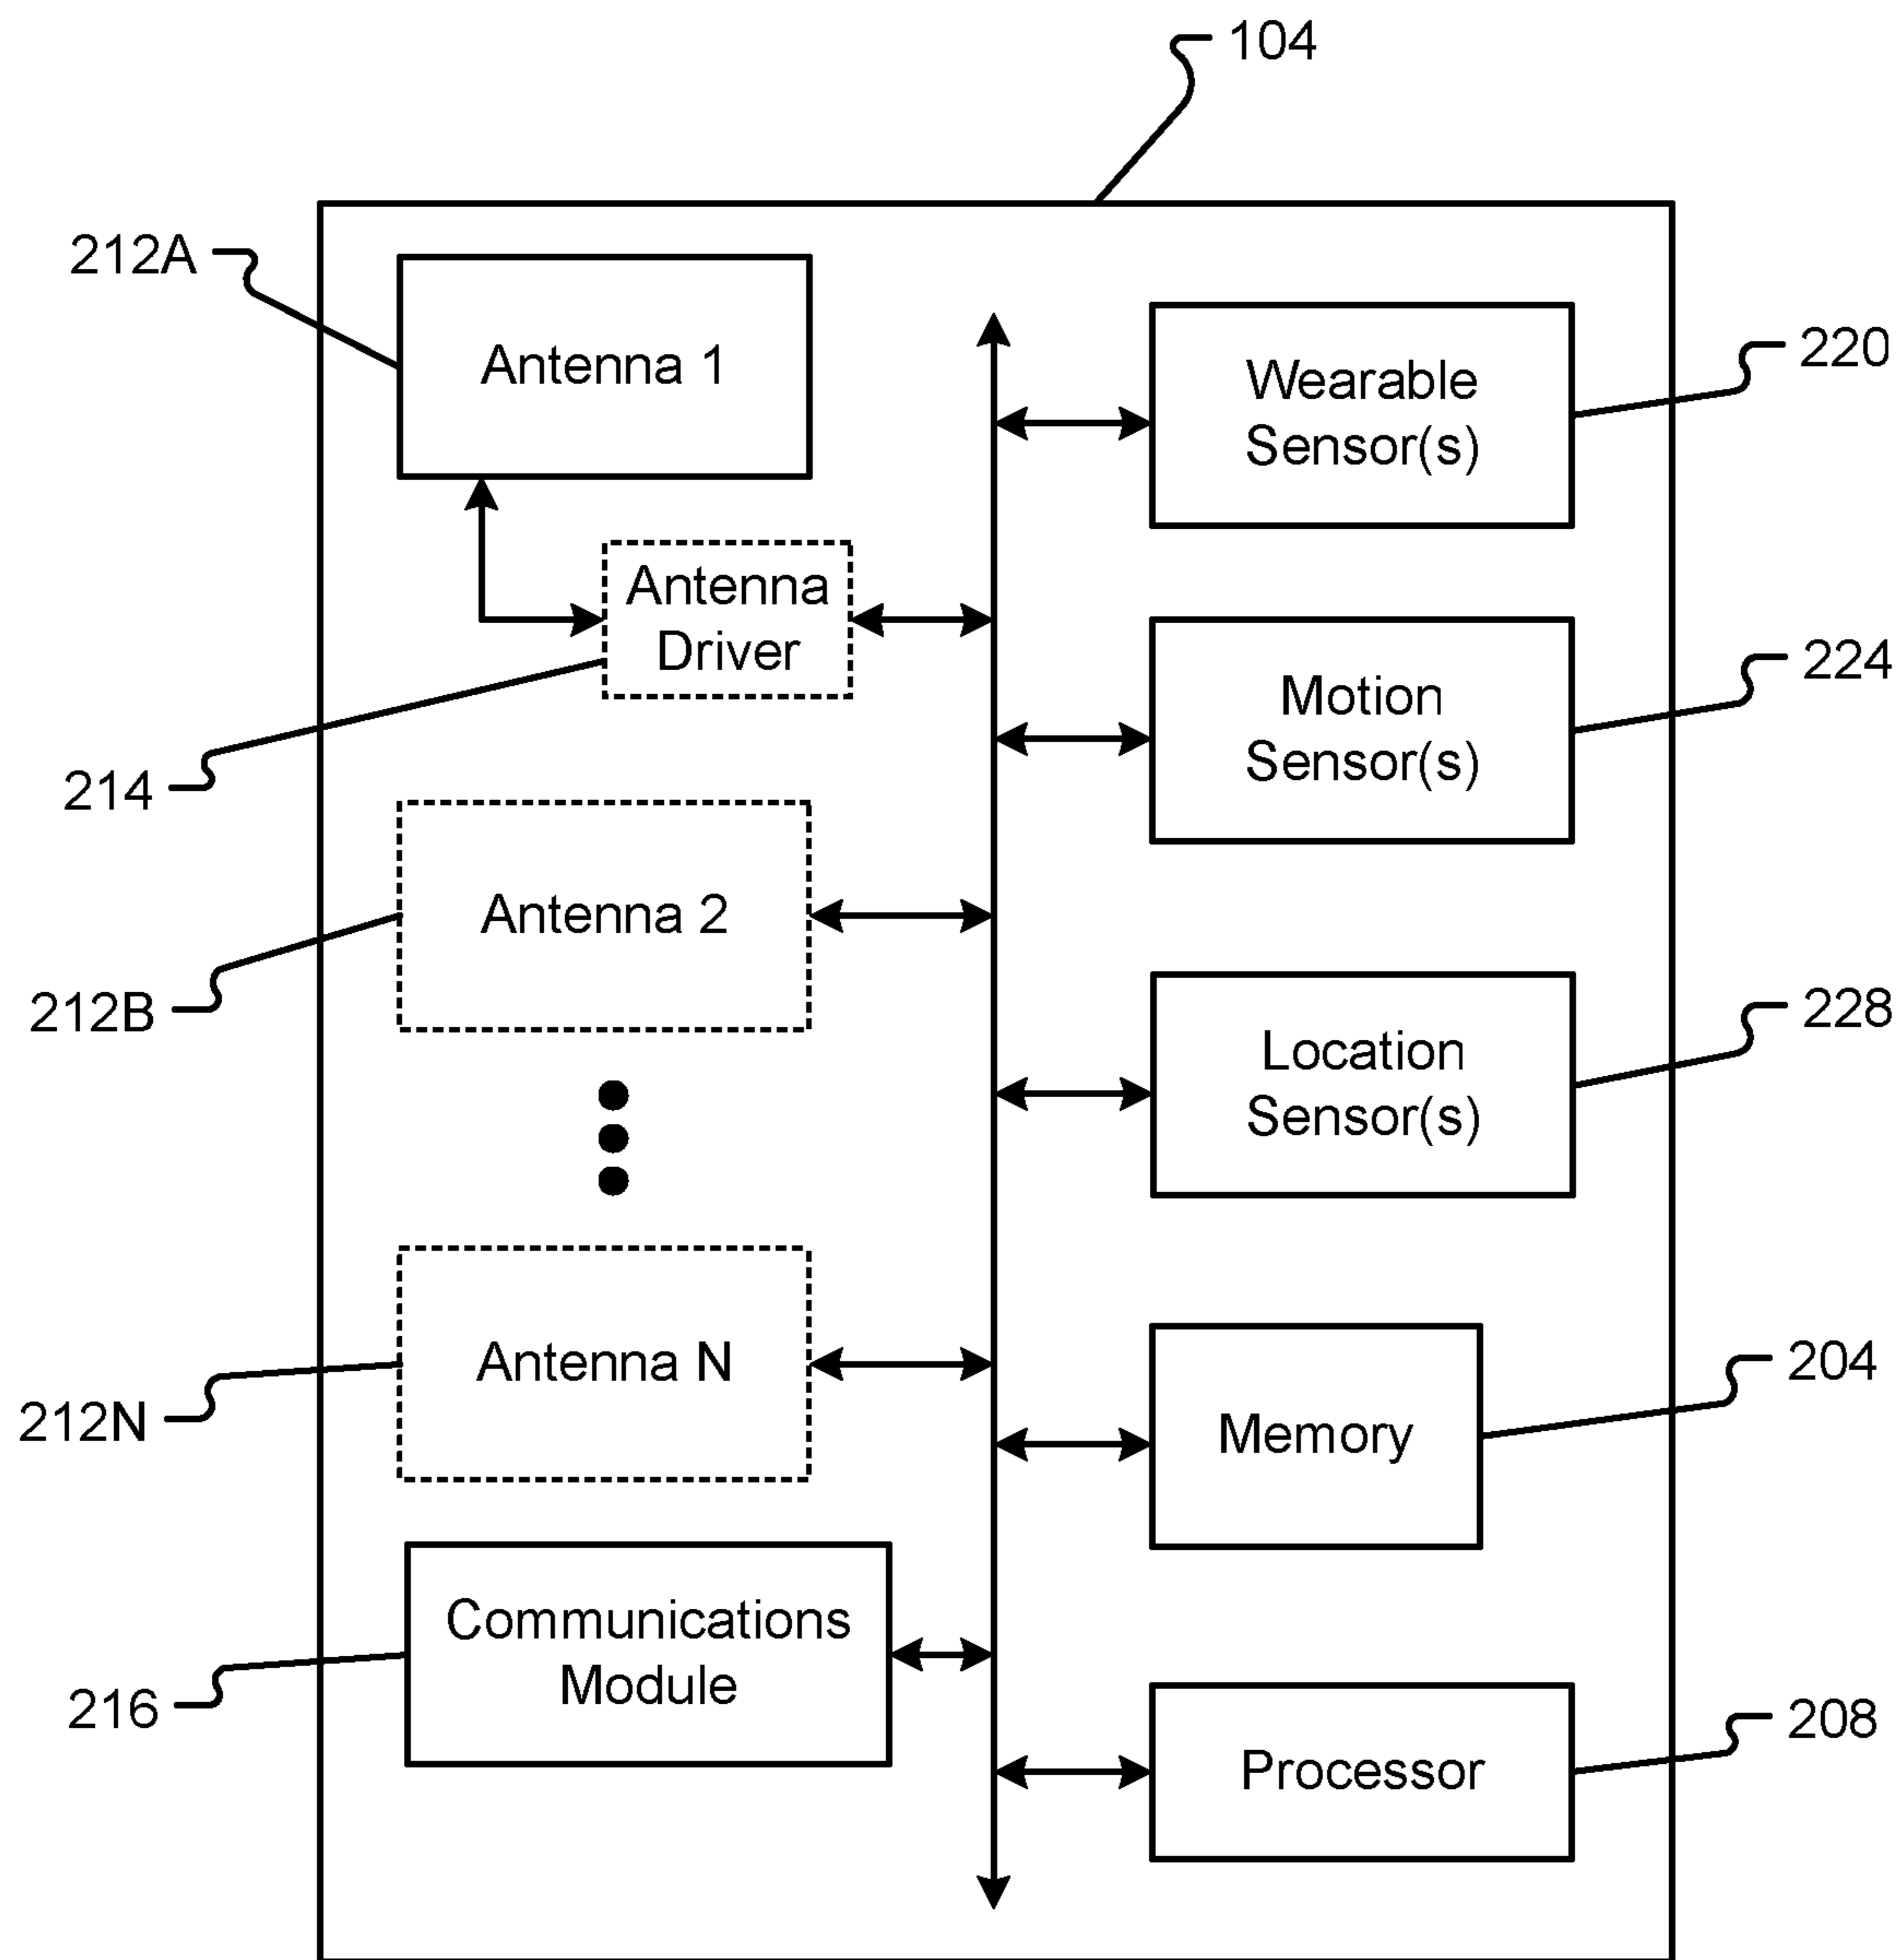 104
212A
Antenna 1
Wearable
Sensor(s)
220
Antenna
Driver
214
Motion
Sensor(s)
224
Antenna 2
212B
Location
Sensor(s)
228
Antenna N
212N
Memory
204
Communications
Module
216
Processor
208